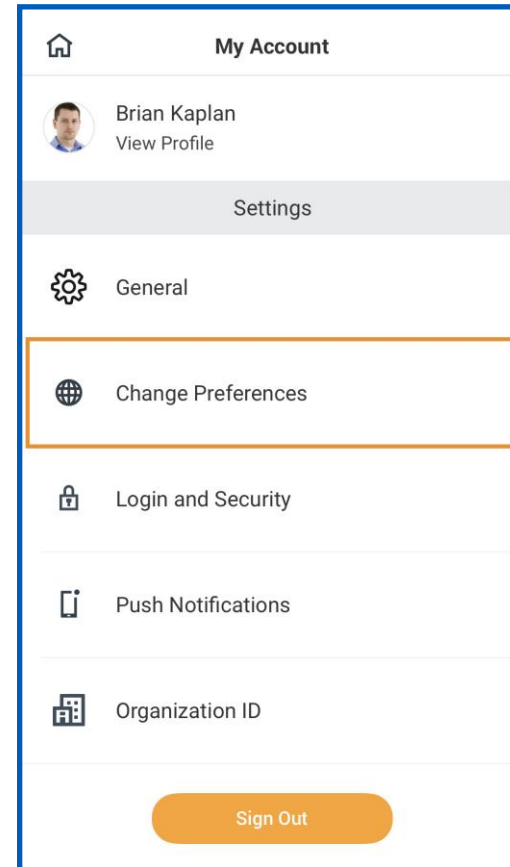 My Account
Brian Kaplan
View Profile
Settings
General
Change Preferences
Login and Security
Push Notifications
Organization ID
Sign Out